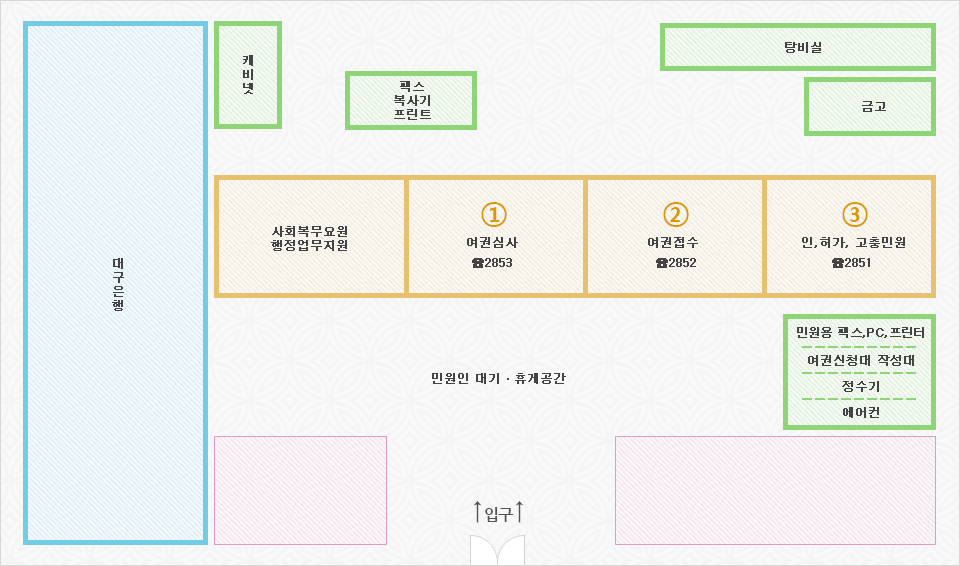 캐
비
넷
팩스
복사기
프린트
탕비실
금고
대
구
은
행
사회복무요원
행정업무지원
①
여권심사
☎2853
②
여권접수
☎2852
③
인,허가, 고충민원
☎2851
민원용 팩스,PC,프린터
여권신청대 작성대
정수기
에어컨
민원인 대기 · 휴게공간
↑입구↑